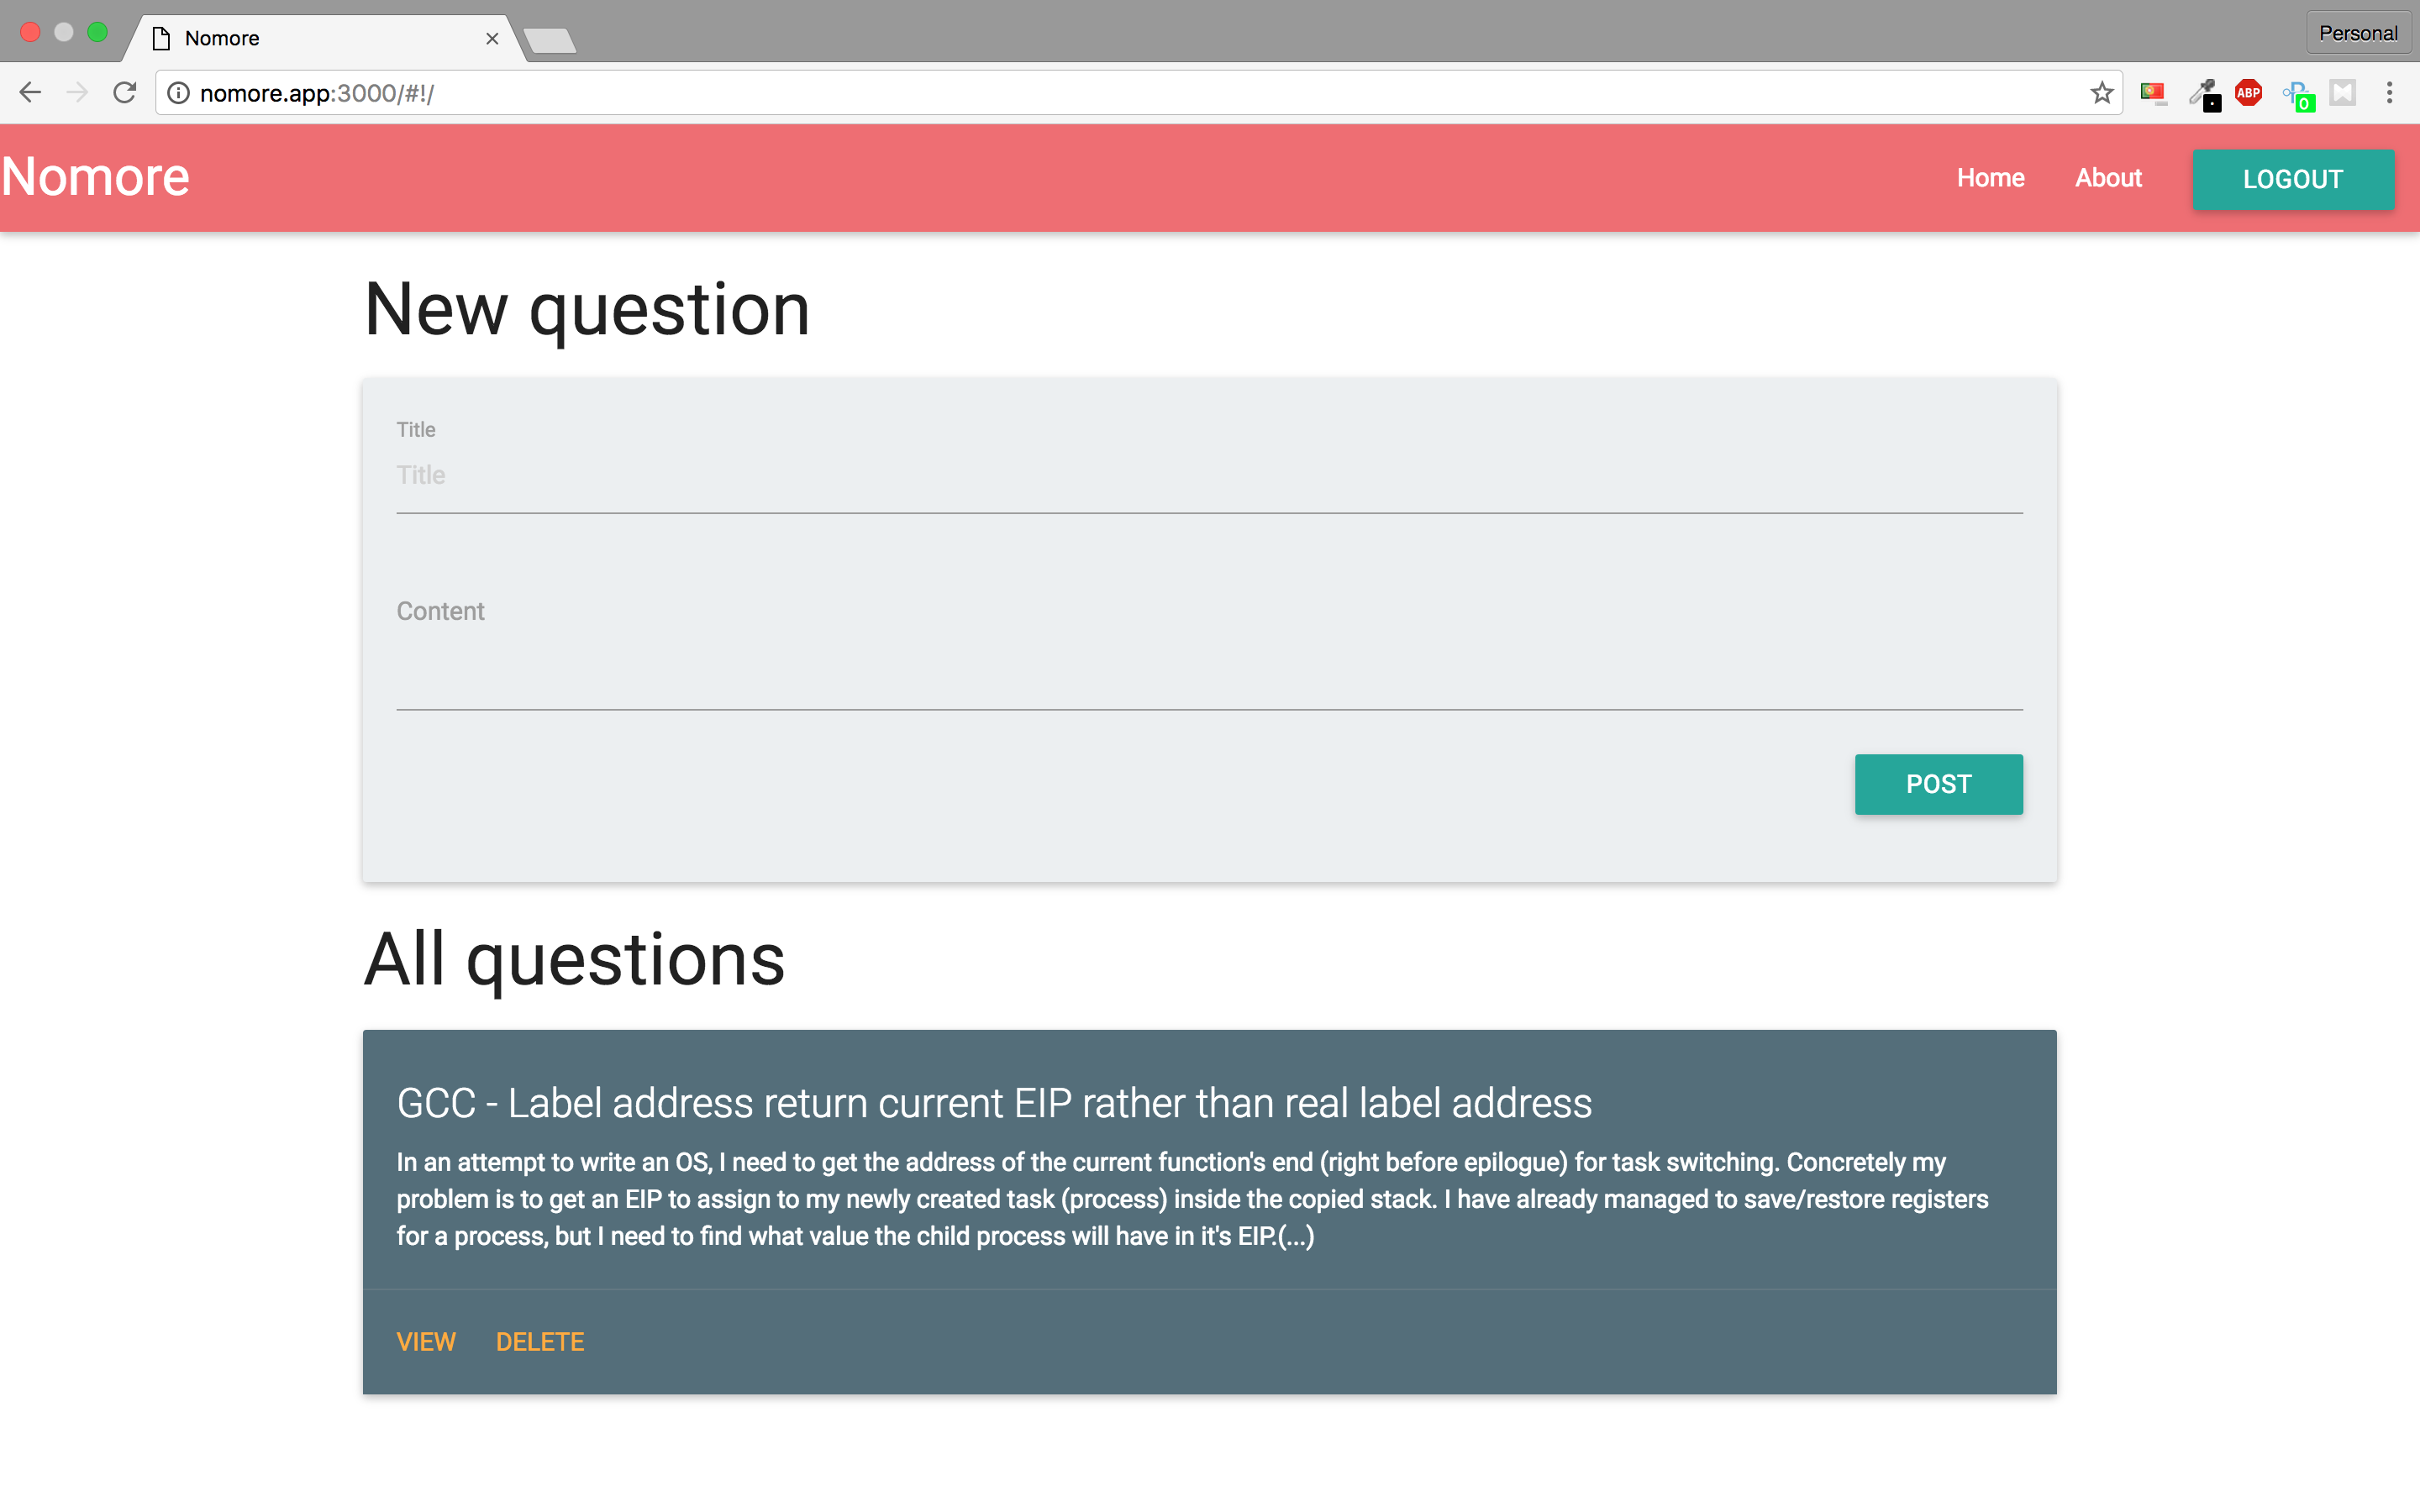 Nomore
Personal
nomore.app:3000/#!/
ABP
0
Nomore
Home
About
LOGOUT
New question
Title
Title
Content
POST
All questions
GCC - Label address return current EIP rather than real label address
In an attempt to write an OS, I need to get the address of the current function's end (right before epilogue) for task switching. Concretely my
problem is to get an EIP to assign to my newly created task (process) inside the copied stack. I have already managed to save/restore registers
for a process, but I need to find what value the child process will have in it's EIP.(...)
VIEW
DELETE